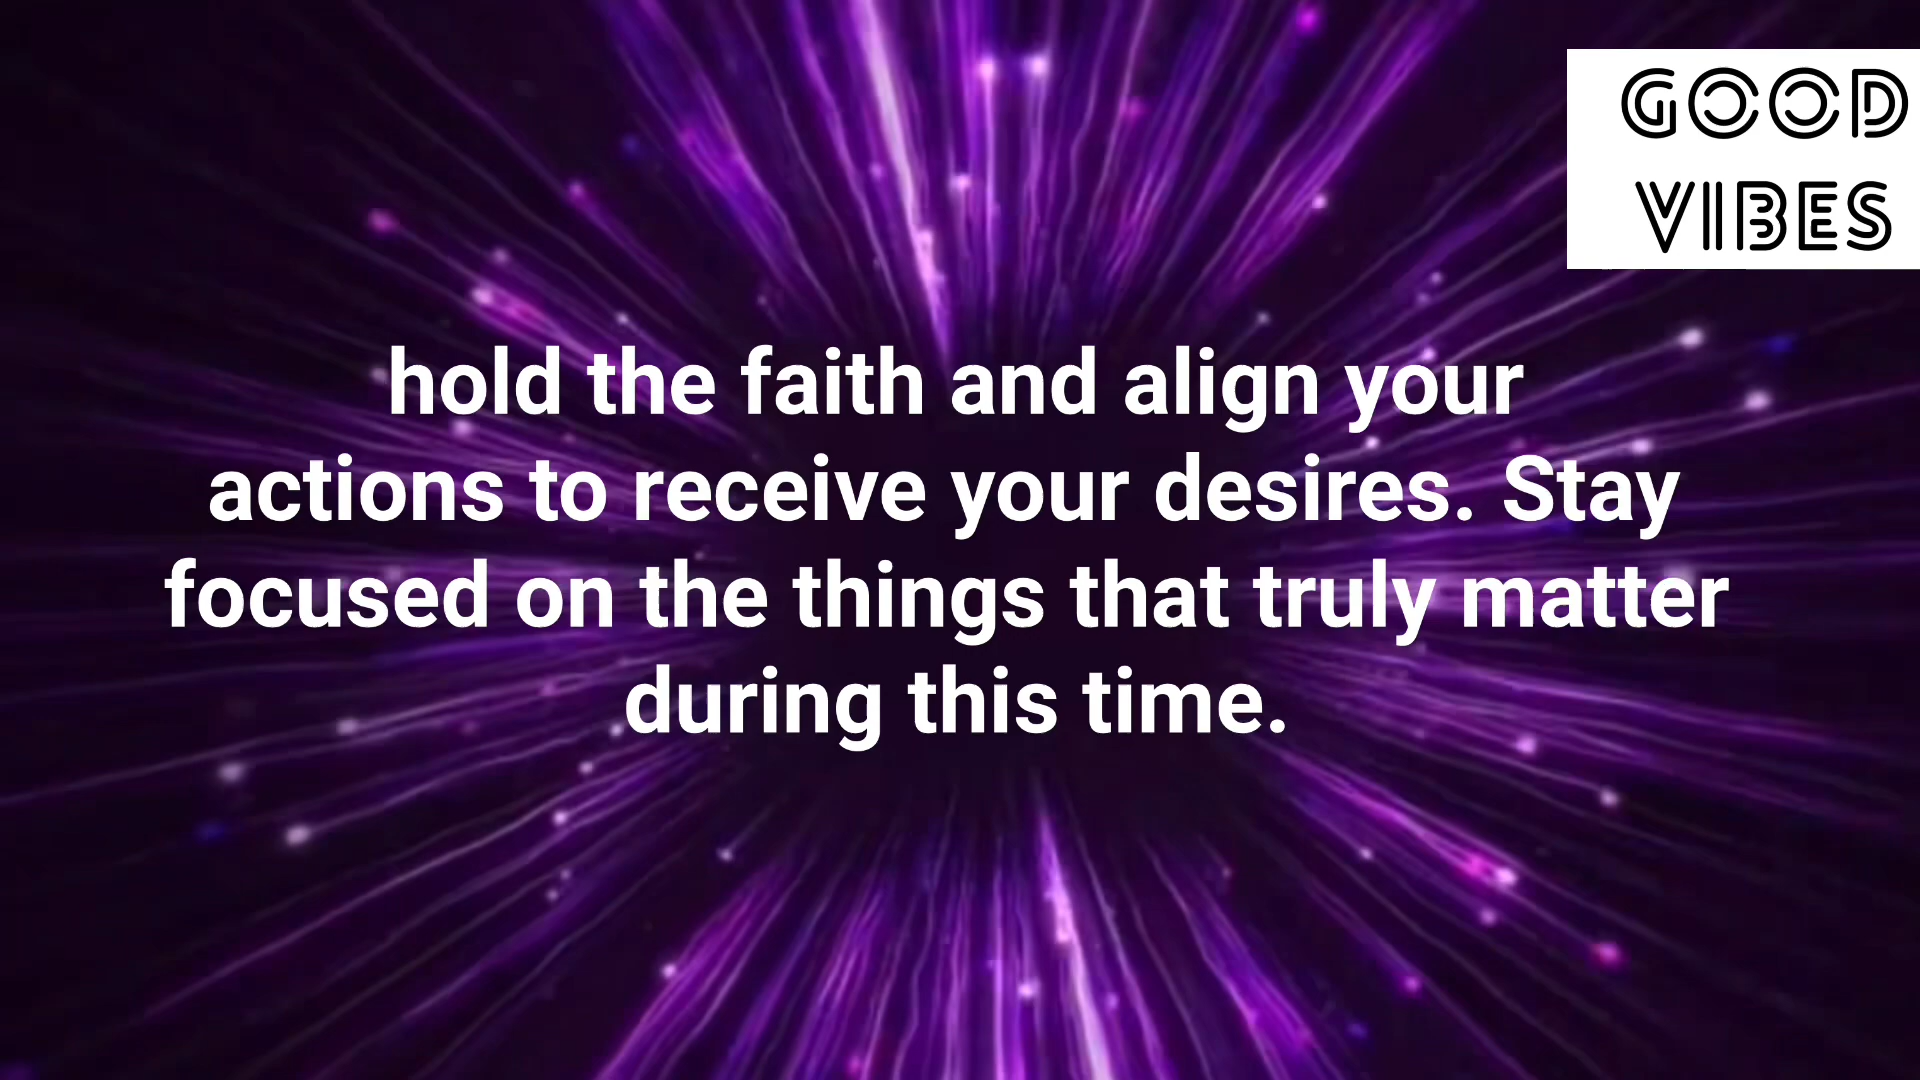 GOOD
VIBES
hold the faith and align your
actions to receive your desires. Stay
focused on the things that truly matter
during this time.